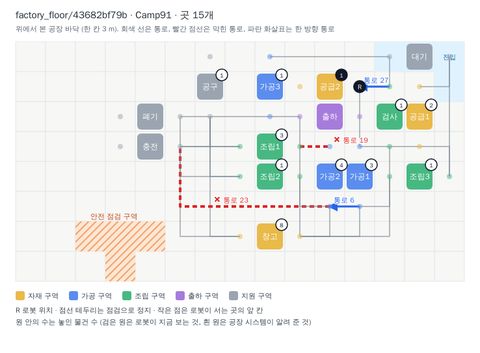 factory_floor/43682bf79b · Camp91 · 곳 15개
위에서 본 공장 바닥 (한 칸 3 m). 회색 선은 통로, 빨간 점선은 막힌 통로, 파란 화살표는 한 방향 통로
대기
진입
통로 27
공구 1
가공3 1
공급2 1
R
폐기
출하
검사 1
공급1 2
충전
조립1 3
통로 19
조립2 1
가공2 4
가공1 3
조립3 1
통로 23
통로 6
안전 점검 구역
창고 8
자재 구역
가공 구역
조립 구역
출하 구역
지원 구역
R 로봇 위치 · 점선 테두리는 점검으로 정지 · 작은 점은 로봇이 서는 곳의 앞 칸
원 안의 수는 놓인 물건 수 (검은 원은 로봇이 지금 보는 것, 흰 원은 공장 시스템이 알려 준 것)